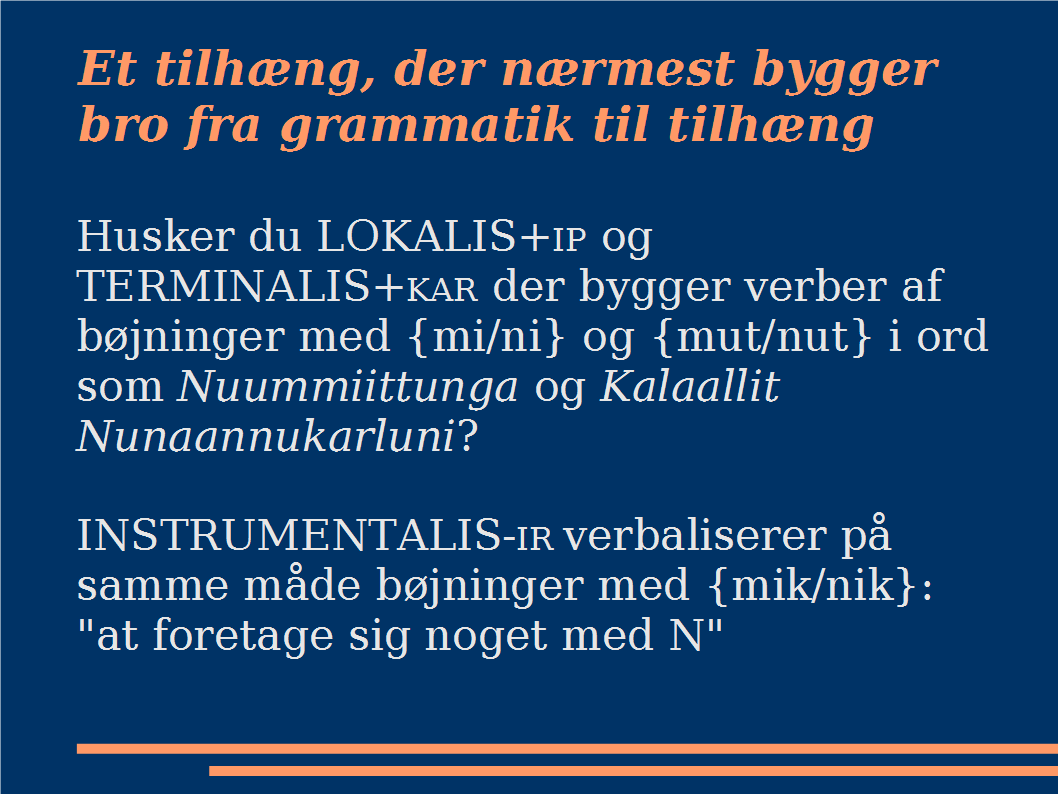 Et tilhæng, der nærmest bygger
bro fra grammatik til tilhæng
Husker du LOKALIS+IP og
TERMINALIS+KAR der bygger verber af
bøjninger med {mi/ni} og {mut/nut} i ord
som Nuummiittunga og Kalaallit
Nunaannukarluni?
INSTRUMENTALIS-IR verbaliserer på
samme måde bøjninger med {mik/nik}:
"at foretage sig noget med N"